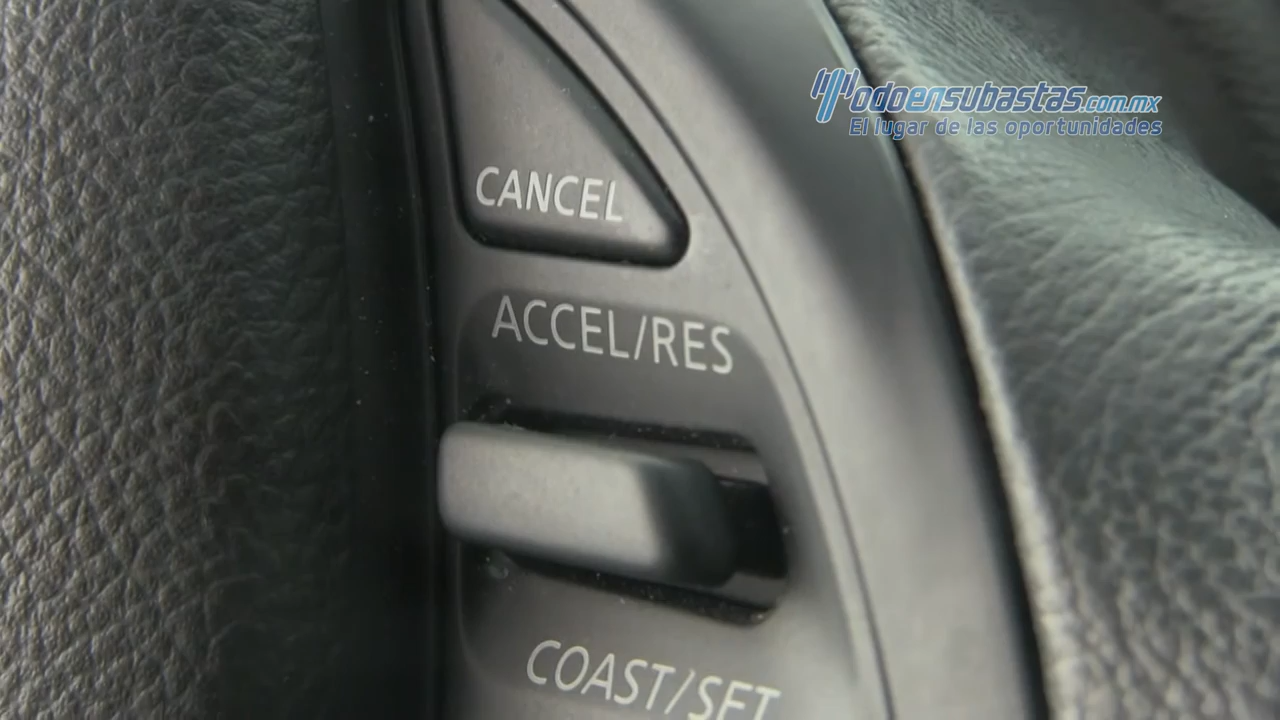 Todoensubastas.com.mx
El lugar de las oportunidades
CANCEL
ACCEL/RES
COAST/SET